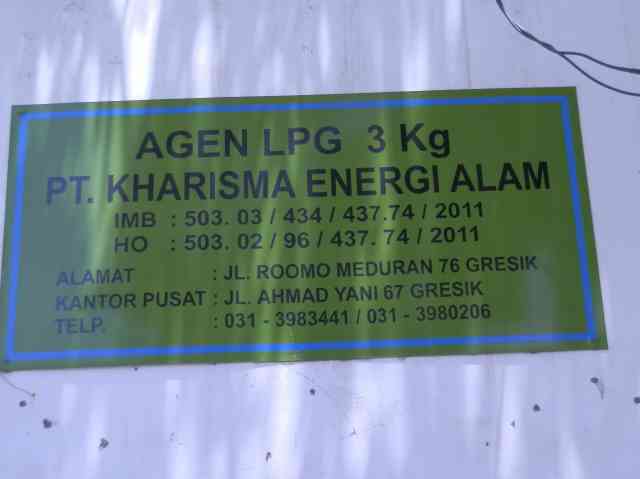 AGEN LPG 3 Kg
PT. KHARISMA ENERGI ALAM
IMB : 503. 03 / 434 / 437.74 / 2011
HO : 503. 02 / 96 / 437. 74 / 2011
ALAMAT : JL. ROOMO MEDURAN 76 GRESIK
KANTOR PUSAT : JL. AHMAD YANI 67 GRESIK
TELP. : 031 - 3983441 / 031 - 3980206